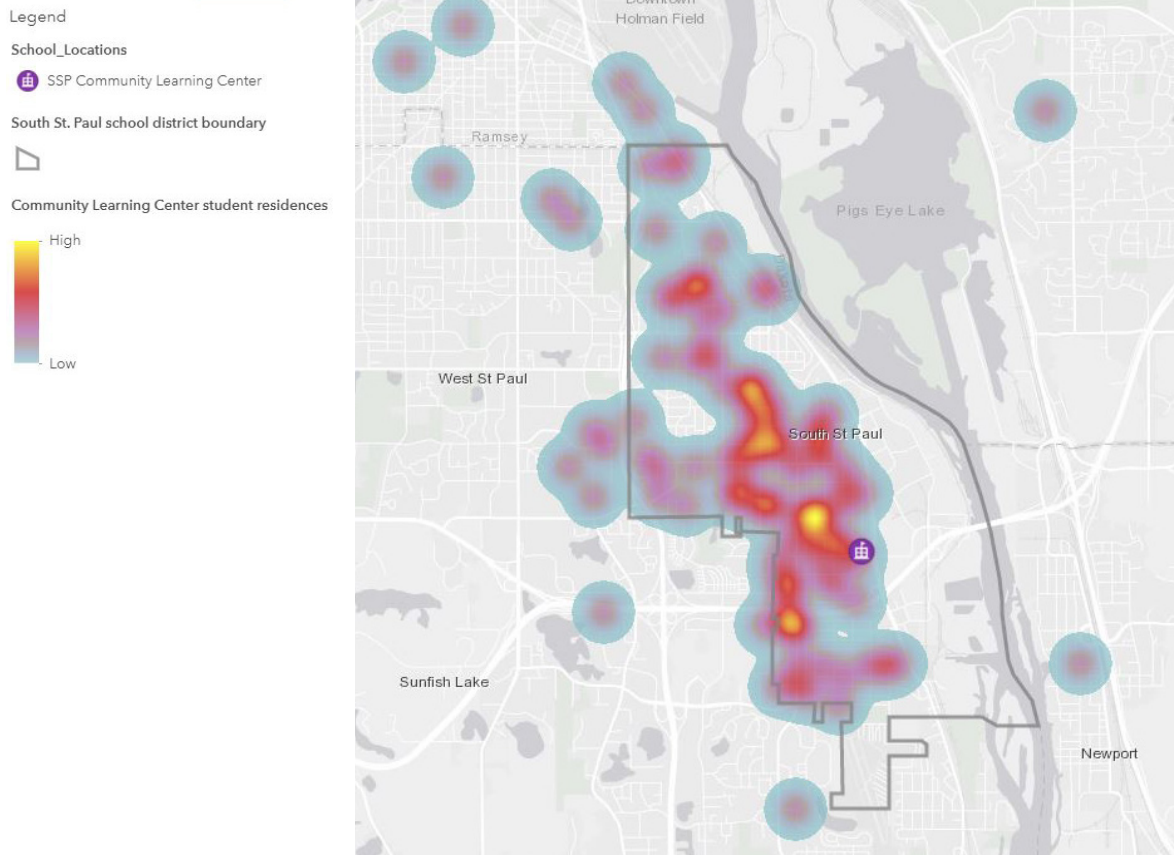 Legend
School_Locations
SSP Community Learning Center
South St. Paul school district boundary
Community Learning Center student residences
High
Low
Downtown
Holman Field
Ramsey
Pigs Eye Lake
West St Paul
South St Paul
Sunfish Lake
Newport